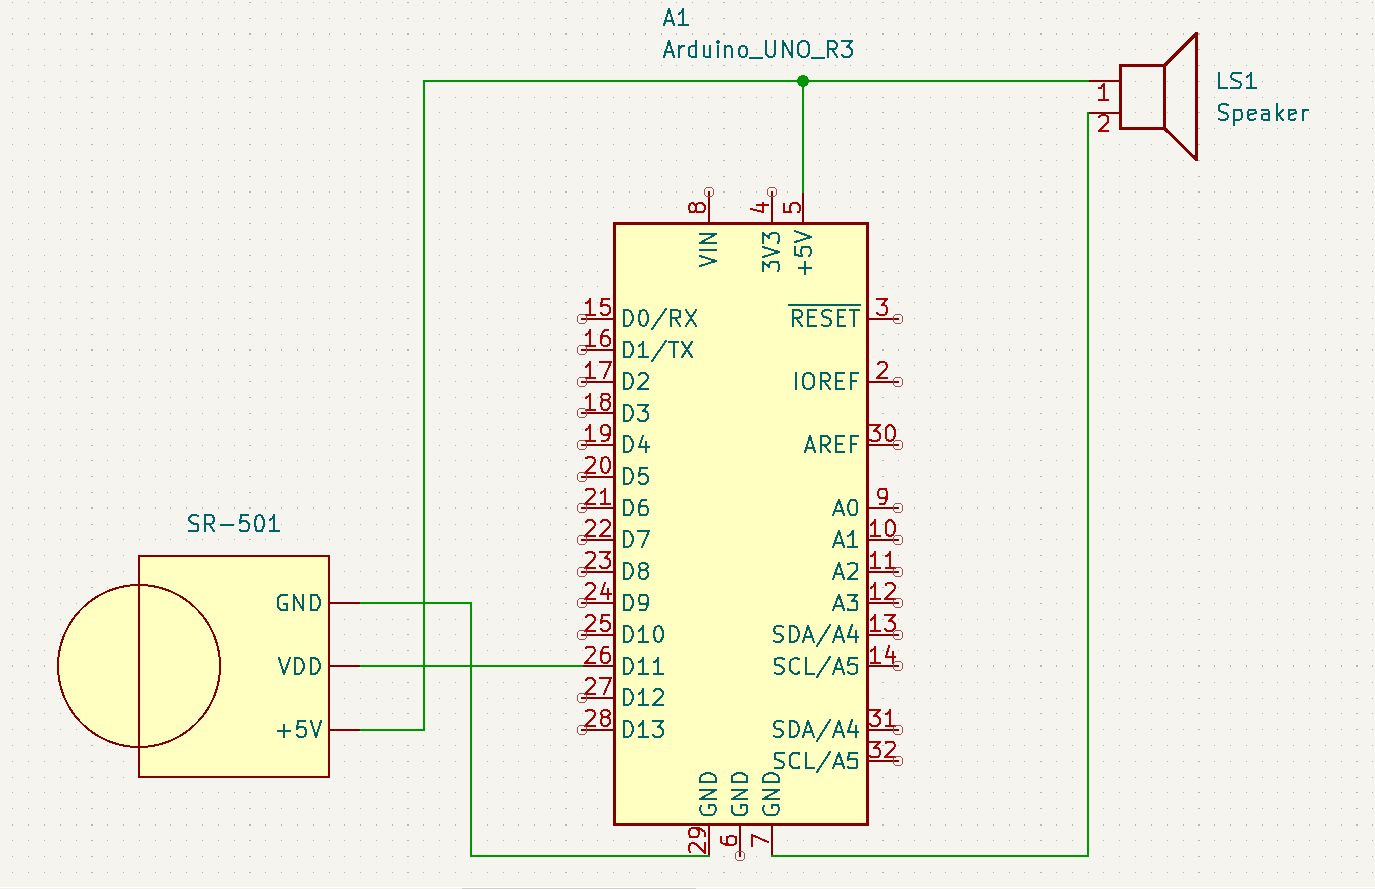 A1
Arduino_UNO_R3
1
2
LS1
Speaker
8
4
5
VIN
3V3
+5V
15
D0/RX
RESET
3
16
D1/TX
17
D2
IOREF
2
18
D3
19
D4
AREF
30
20
D5
21
D6
A0
9
22
D7
A1
10
23
D8
A2
11
24
D9
A3
12
25
D10
SDA/A4
13
26
D11
SCL/A5
14
27
D12
28
D13
SDA/A4
31
SCL/A5
32
GND
GND
GND
29
6
7
SR-501
GND
VDD
+5V